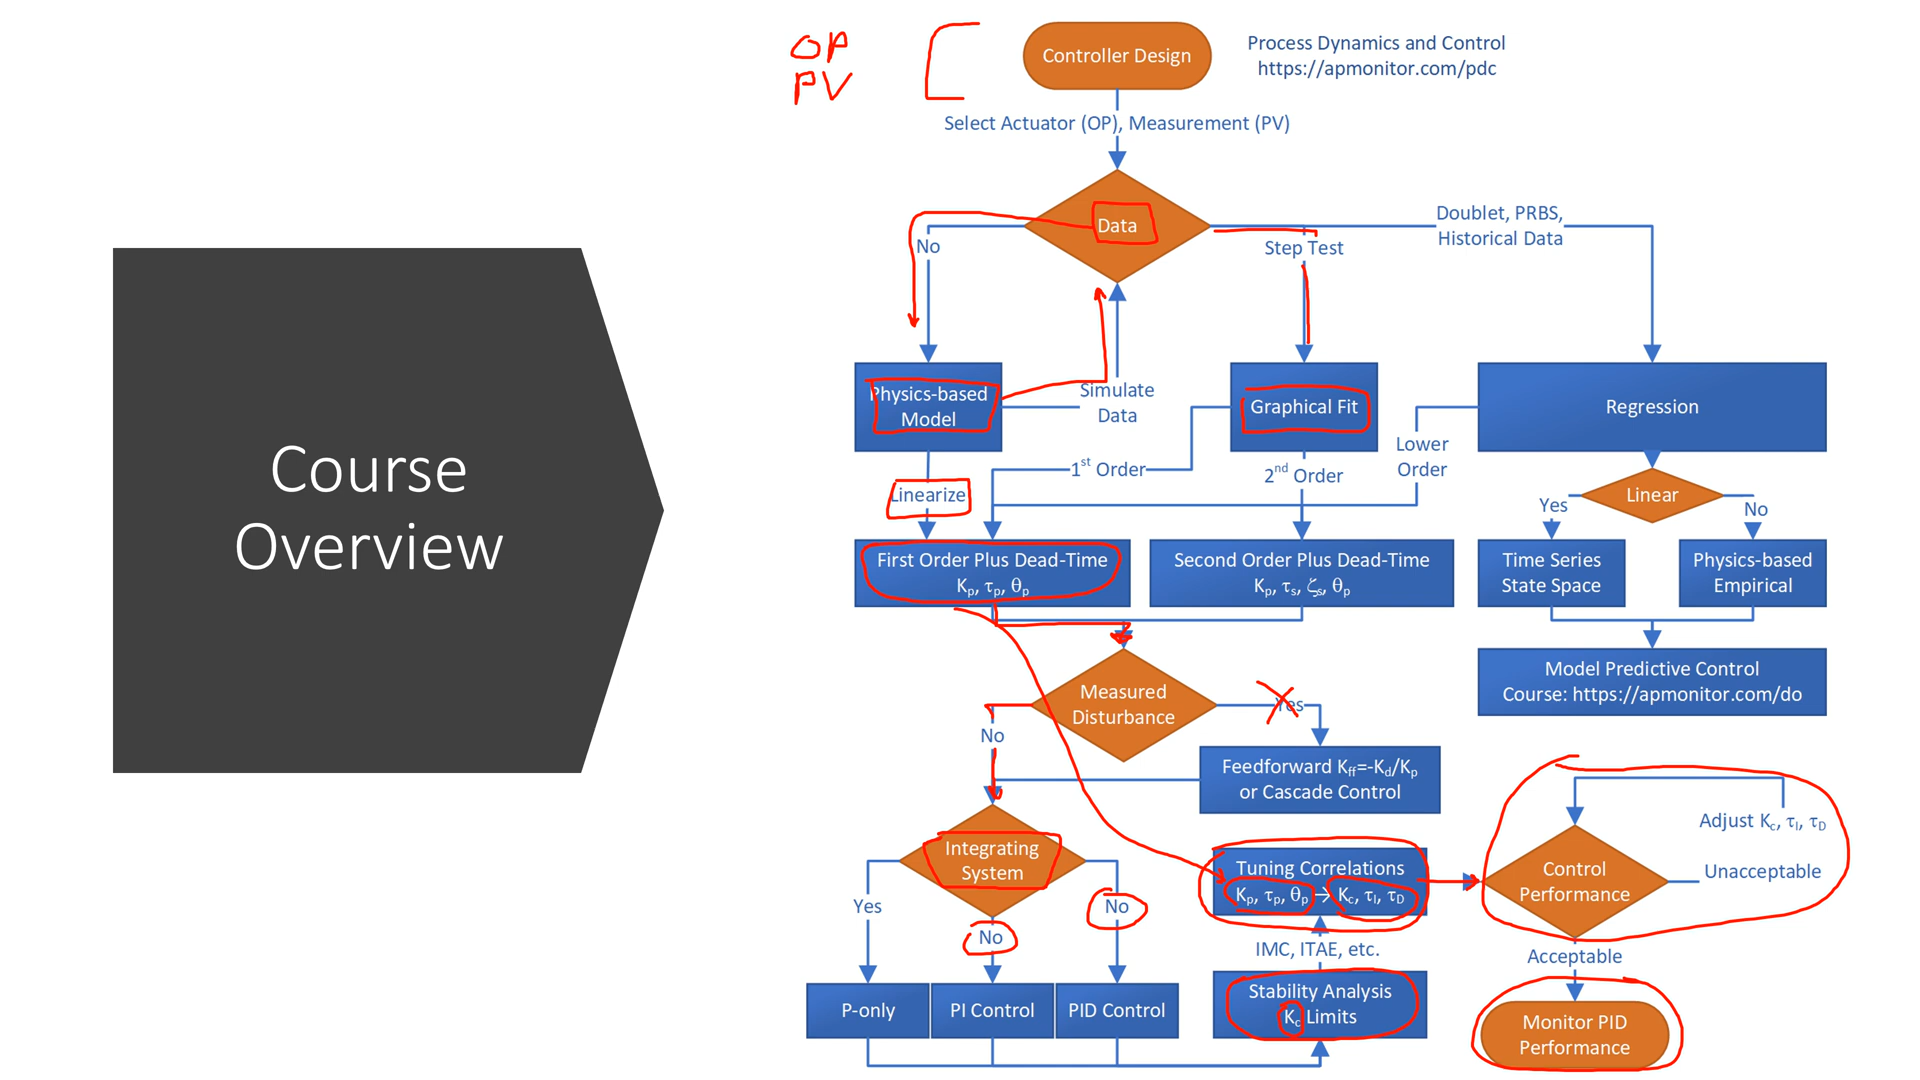 Course
Overview
OP
PV
Controller Design
Process Dynamics and Control
https://apmonitor.com/pdc
Select Actuator (OP), Measurement (PV)
Data
No
Step Test
Doublet, PRBS,
Historical Data
Physics-based
Model
Simulate
Data
Graphical Fit
Regression
Lower
Order
1st Order
2nd Order
Linearize
Linear
Yes
No
First Order Plus Dead-Time
Kp, τp, θp
Second Order Plus Dead-Time
Kp, τs, ζs, θp
Time Series
State Space
Physics-based
Empirical
Measured
Disturbance
Yes
No
Model Predictive Control
Course: https://apmonitor.com/do
Feedforward Kff=-Kd/Kp
or Cascade Control
Integrating
System
Yes
No
No
Tuning Correlations
Kp, τp, θp → Kc, τI, τD
Control
Performance
Adjust Kc, τI, τD
Unacceptable
IMC, ITAE, etc.
Acceptable
P-only
PI Control
PID Control
Stability Analysis
Kc Limits
Monitor PID
Performance